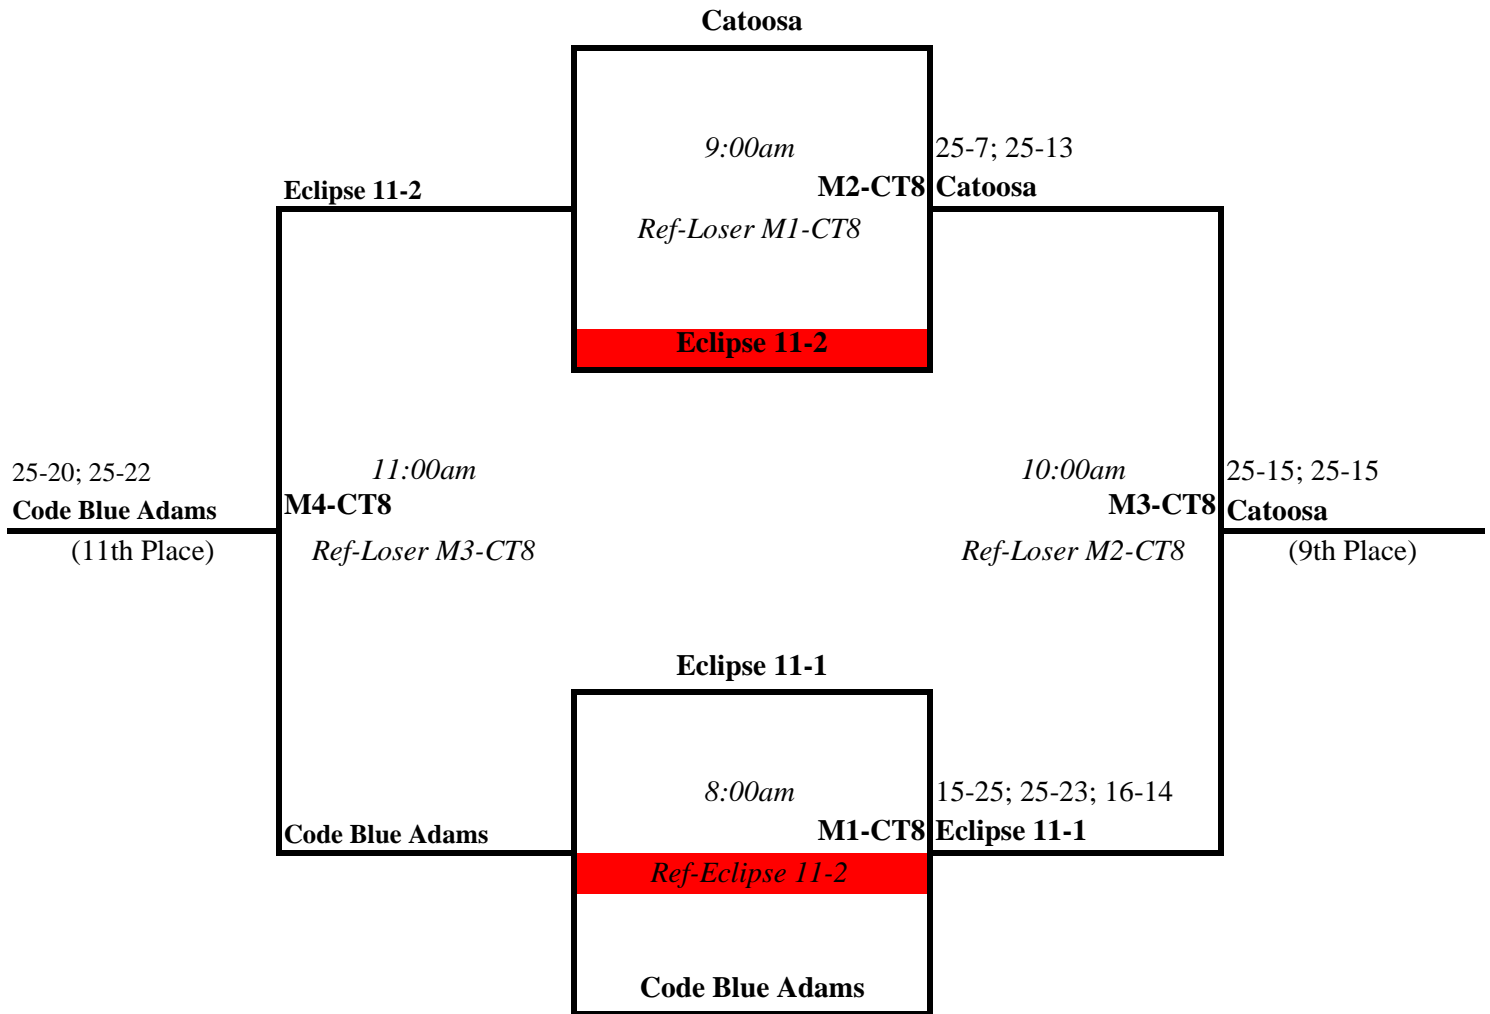 Catoosa
9:00am
25-7; 25-13
Eclipse 11-2
M2-CT8
Catoosa
Ref-Loser M1-CT8
Eclipse 11-2
25-20; 25-22
11:00am
10:00am
25-15; 25-15
Code Blue Adams
M4-CT8
M3-CT8
Catoosa
(11th Place)
Ref-Loser M3-CT8
Ref-Loser M2-CT8
(9th Place)
Eclipse 11-1
8:00am
15-25; 25-23; 16-14
Code Blue Adams
M1-CT8
Eclipse 11-1
Ref-Eclipse 11-2
Code Blue Adams